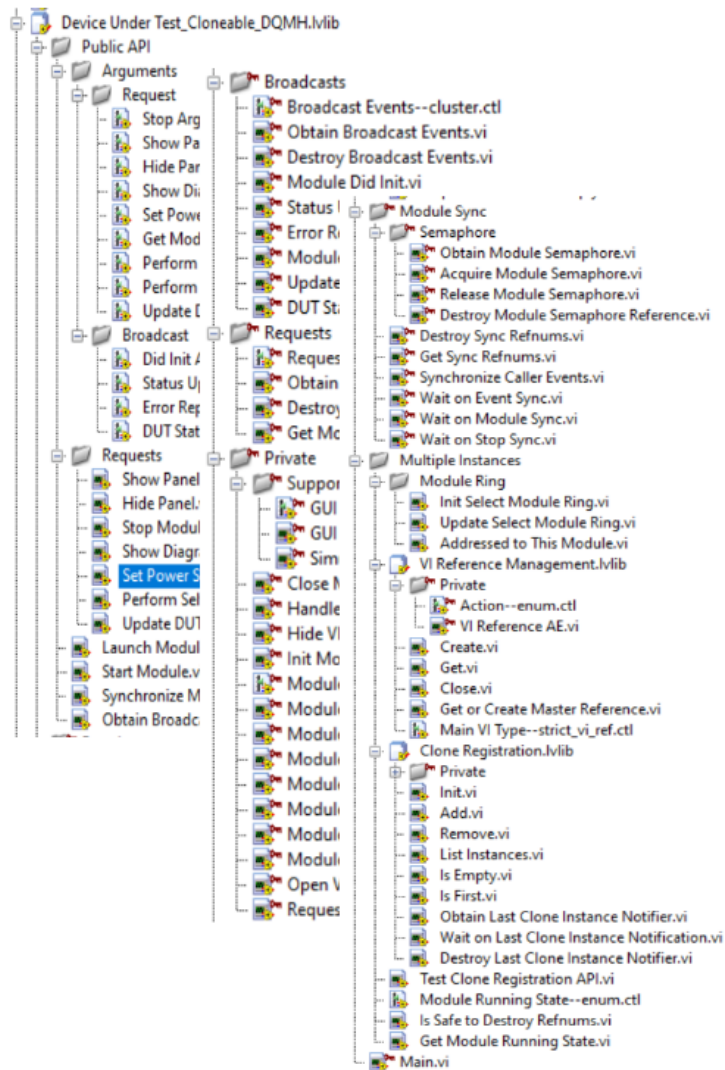 Device Under Test_Cloneable_DQMH.lvlib
Public API
Arguments
Request
Stop Arg
Show Pa
Hide Par
Show Dia
Set Powe
Get Mod
Perform
Perform
Update D
Broadcast
Did Init A
Status Up
Error Rep
DUT Stat
Requests
Show Panel
Hide Panel.
Stop Modul
Show Diagr
Set Power S
Perform Sel
Update DUT
Launch Modul
Start Module.v
Synchronize M
Obtain Broadc
Broadcasts
Broadcast Events--cluster.ctl
Obtain Broadcast Events.vi
Destroy Broadcast Events.vi
Module Did Init.vi
Status
Error R
Modul
Update
DUT Sta
Requests
Reques
Obtain
Destroy
Get Mo
Private
Suppor
GUI
GUI
Sim
Close M
Handle
Hide VI
Init Mo
Modul
Modul
Modul
Modul
Modul
Modul
Modul
Open V
Reques
Module Sync
Semaphore
Obtain Module Semaphore.vi
Acquire Module Semaphore.vi
Release Module Semaphore.vi
Destroy Module Semaphore Reference.vi
Destroy Sync Refnums.vi
Get Sync Refnums.vi
Synchronize Caller Events.vi
Wait on Event Sync.vi
Wait on Module Sync.vi
Wait on Stop Sync.vi
Multiple Instances
Module Ring
Init Select Module Ring.vi
Update Select Module Ring.vi
Addressed to This Module.vi
VI Reference Management.lvlib
Private
Action--enum.ctl
VI Reference AE.vi
Create.vi
Get.vi
Close.vi
Get or Create Master Reference.vi
Main VI Type--strict_vi_ref.ctl
Clone Registration.lvlib
Private
Init.vi
Add.vi
Remove.vi
List Instances.vi
Is Empty.vi
Is First.vi
Obtain Last Clone Instance Notifier.vi
Wait on Last Clone Instance Notification.vi
Destroy Last Clone Instance Notifier.vi
Test Clone Registration API.vi
Module Running State--enum.ctl
Is Safe to Destroy Refnums.vi
Get Module Running State.vi
Main.vi